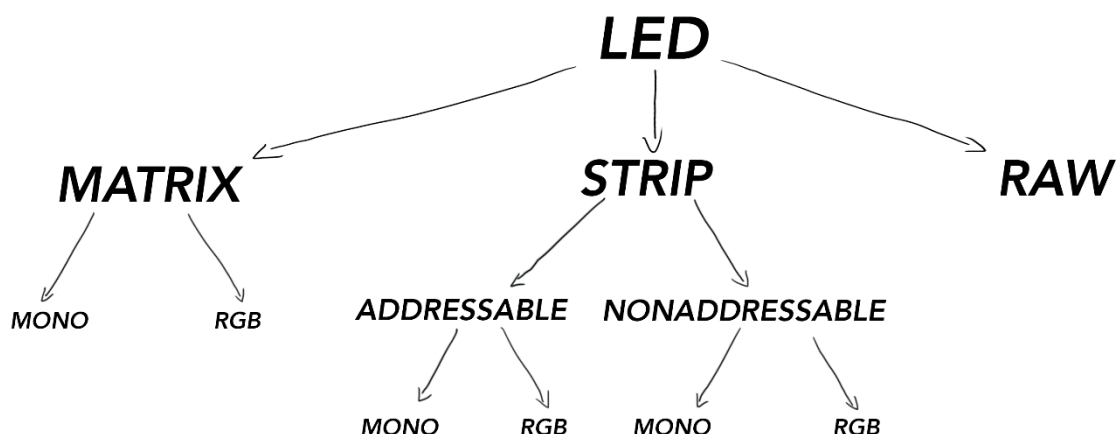 LED
MATRIX STRIP RAW
MONO RGB ADDRESSABLE NONADDRESSABLE
MONO RGB MONO RGB